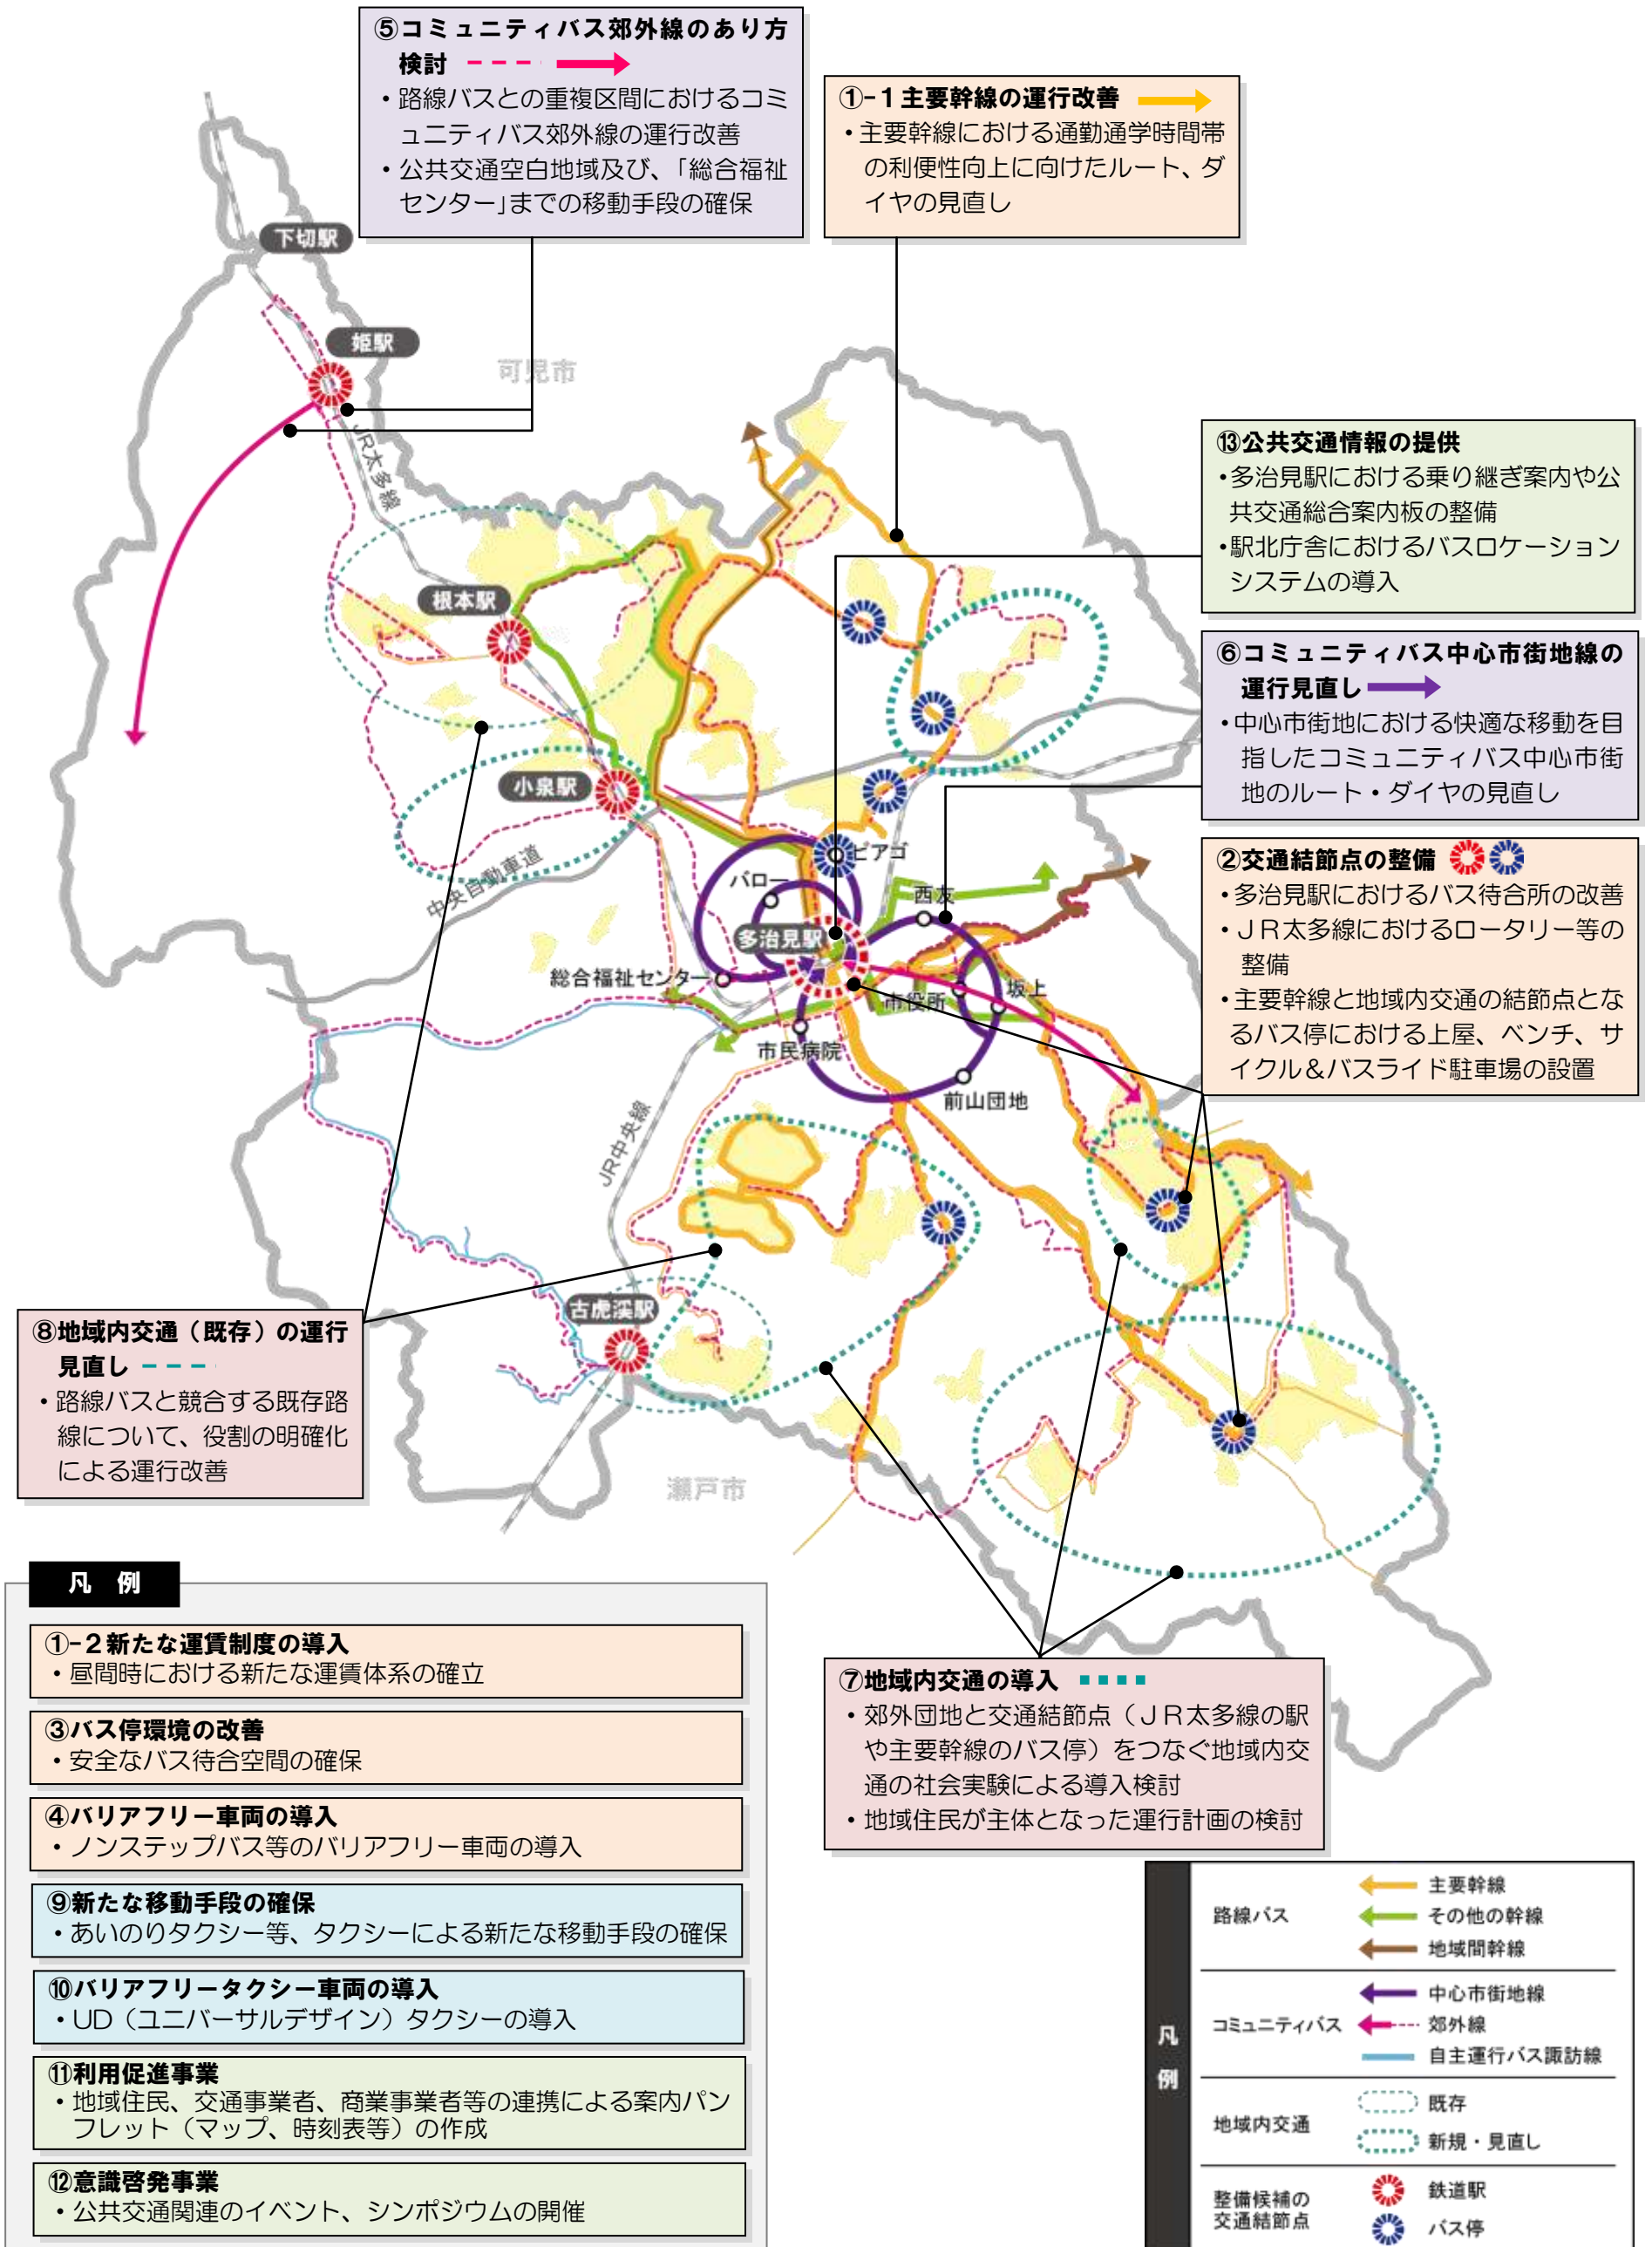 ⑤コミュニティバス郊外線のあり方
検討
・路線バスとの重複区間におけるコミ
ュニティバス郊外線の運行改善
・公共交通空白地域及び、「総合福祉
センター」までの移動手段の確保
①-1主要幹線の運行改善
・主要幹線における通勤通学時間帯
の利便性向上に向けたルート、ダ
イヤの見直し
下切駅
姫駅
可児市
JR太多線
⑬公共交通情報の提供
・多治見駅における乗り継ぎ案内や公
共交通総合案内板の整備
・駅北庁舎におけるバスロケーション
システムの導入
根本駅
⑥コミュニティバス中心市街地線の
運行見直し
・中心市街地における快適な移動を目
指したコミュニティバス中心市街
地のルート・ダイヤの見直し
小泉駅
中央自動車道
ピアゴ
バロー
西友
多治見駅
総合福祉センター
市役所
坂上
市民病院
前山団地
②交通結節点の整備
・多治見駅におけるバス待合所の改善
・ＪＲ太多線におけるロータリー等の
整備
・主要幹線と地域内交通の結節点とな
るバス停における上屋、ベンチ、サ
イクル＆バスライド駐車場の設置
JR中央線
古虎渓駅
⑧地域内交通（既存）の運行
見直し
・路線バスと競合する既存路
線について、役割の明確化
による運行改善
瀬戸市
⑦地域内交通の導入
・郊外団地と交通結節点（ＪＲ太多線の駅
や主要幹線のバス停）をつなぐ地域内交
通の社会実験による導入検討
・地域住民が主体となった運行計画の検討
凡 例
①-２新たな運賃制度の導入
・昼間時における新たな運賃体系の確立
③バス停環境の改善
・安全なバス待合空間の確保
④バリアフリー車両の導入
・ノンステップバス等のバリアフリー車両の導入
⑨新たな移動手段の確保
・あいのりタクシー等、タクシーによる新たな移動手段の確保
⑩バリアフリータクシー車両の導入
・UD（ユニバーサルデザイン）タクシーの導入
⑪利用促進事業
・地域住民、交通事業者、商業事業者等の連携による案内パン
フレット（マップ、時刻表等）の作成
⑫意識啓発事業
・公共交通関連のイベント、シンポジウムの開催
凡例
路線バス
主要幹線
その他の幹線
地域間幹線
コミュニティバス
中心市街地線
郊外線
自主運行バス諏訪線
地域内交通
既存
新規・見直し
整備候補の
交通結節点
鉄道駅
バス停